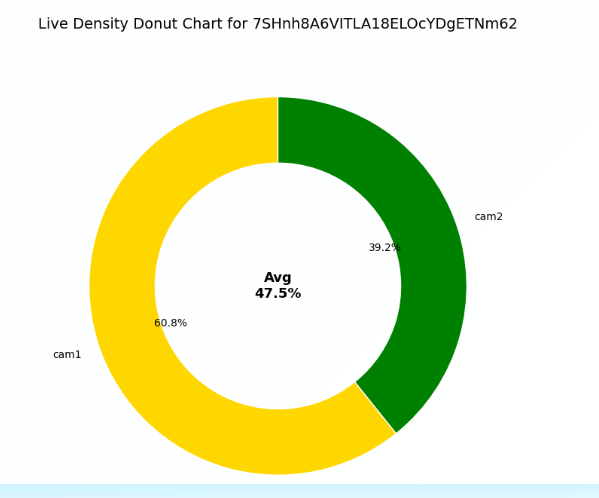 Live Density Donut Chart for 7SHnh8A6VITLA18ELOcYDgETNm62
cam2
39.2%
Avg
47.5%
60.8%
cam1